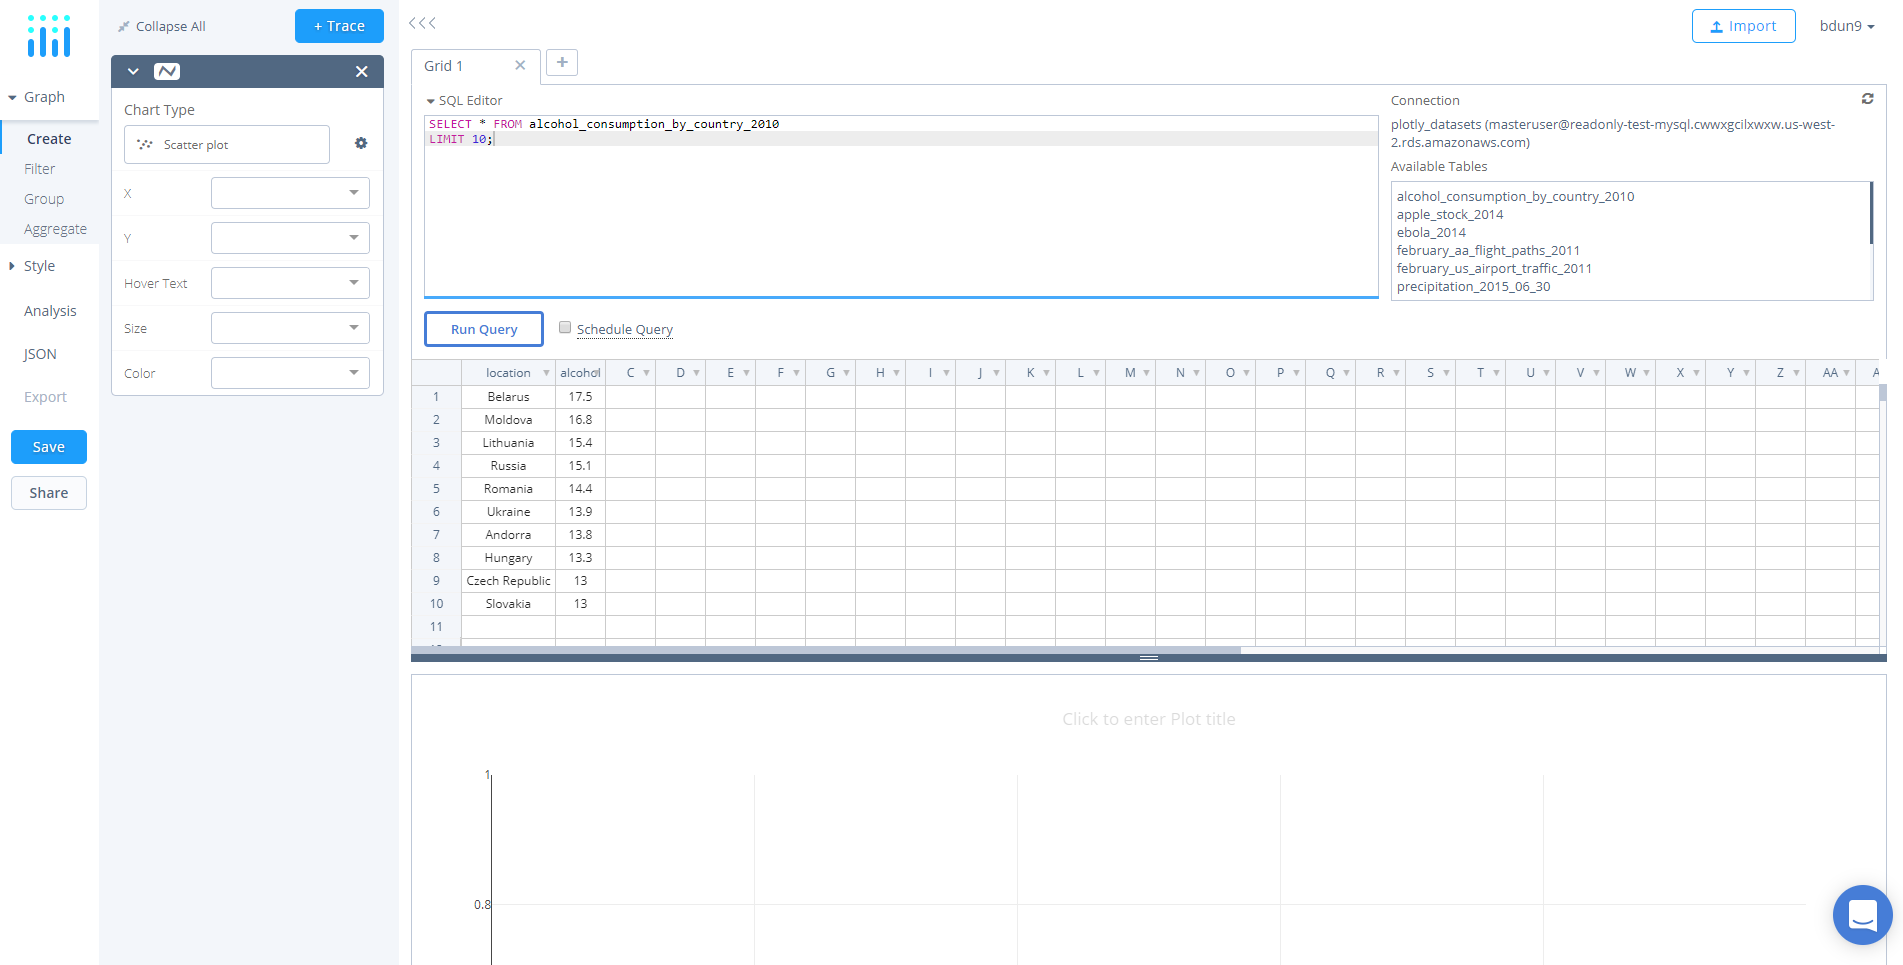 Collapse All
+ Trace
Import
bdun9
Graph
Create
Filter
Group
Aggregate
Style
Analysis
JSON
Export
Save
Share
Chart Type
Scatter plot
X
Y
Hover Text
Size
Color
Grid 1
SQL Editor
SELECT * FROM alcohol_consumption_by_country_2010
LIMIT 10;
Connection
plotly_datasets (masteruser@readonly-test-mysql.cwwxgcilxwxw.us-west-
2.rds.amazonaws.com)
Available Tables
alcohol_consumption_by_country_2010
apple_stock_2014
ebola_2014
february_aa_flight_paths_2011
february_us_airport_traffic_2011
precipitation_2015_06_30
Run Query
Schedule Query
location alcohol C D E F G H I J K L M N O P Q R S T U V W X Y Z AA A
1 Belarus 17.5
2 Moldova 16.8
3 Lithuania 15.4
4 Russia 15.1
5 Romania 14.4
6 Ukraine 13.9
7 Andorra 13.8
8 Hungary 13.3
9 Czech Republic 13
10 Slovakia 13
11
Click to enter Plot title
1
0.8